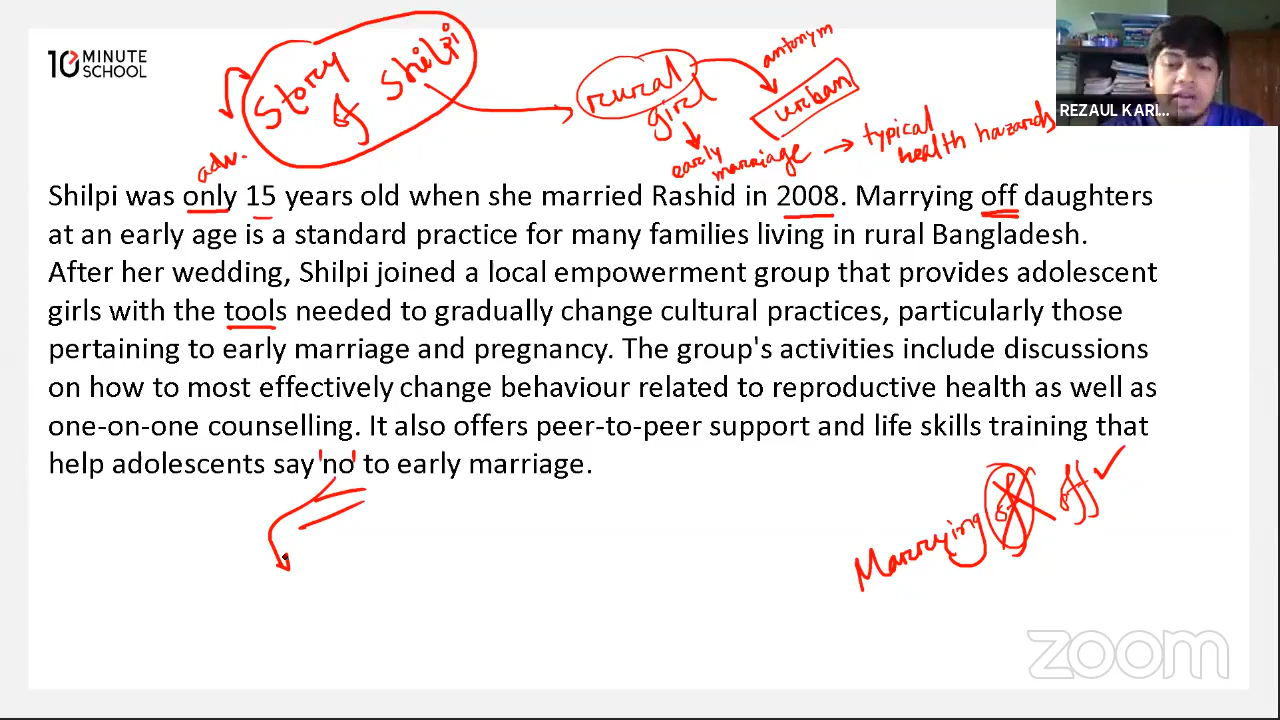 10 MINUTE
SCHOOL
Story
of Shilpi
rural
girl
antonym
urban
early
marriage → typical
health hazards
REZAUL KARI...
adv.
Shilpi was only 15 years old when she married Rashid in 2008. Marrying off daughters
at an early age is a standard practice for many families living in rural Bangladesh.
After her wedding, Shilpi joined a local empowerment group that provides adolescent
girls with the tools needed to gradually change cultural practices, particularly those
pertaining to early marriage and pregnancy. The group's activities include discussions
on how to most effectively change behaviour related to reproductive health as well as
one-on-one counselling. It also offers peer-to-peer support and life skills training that
help adolescents say 'no' to early marriage.
Marrying of off ✓
zoom